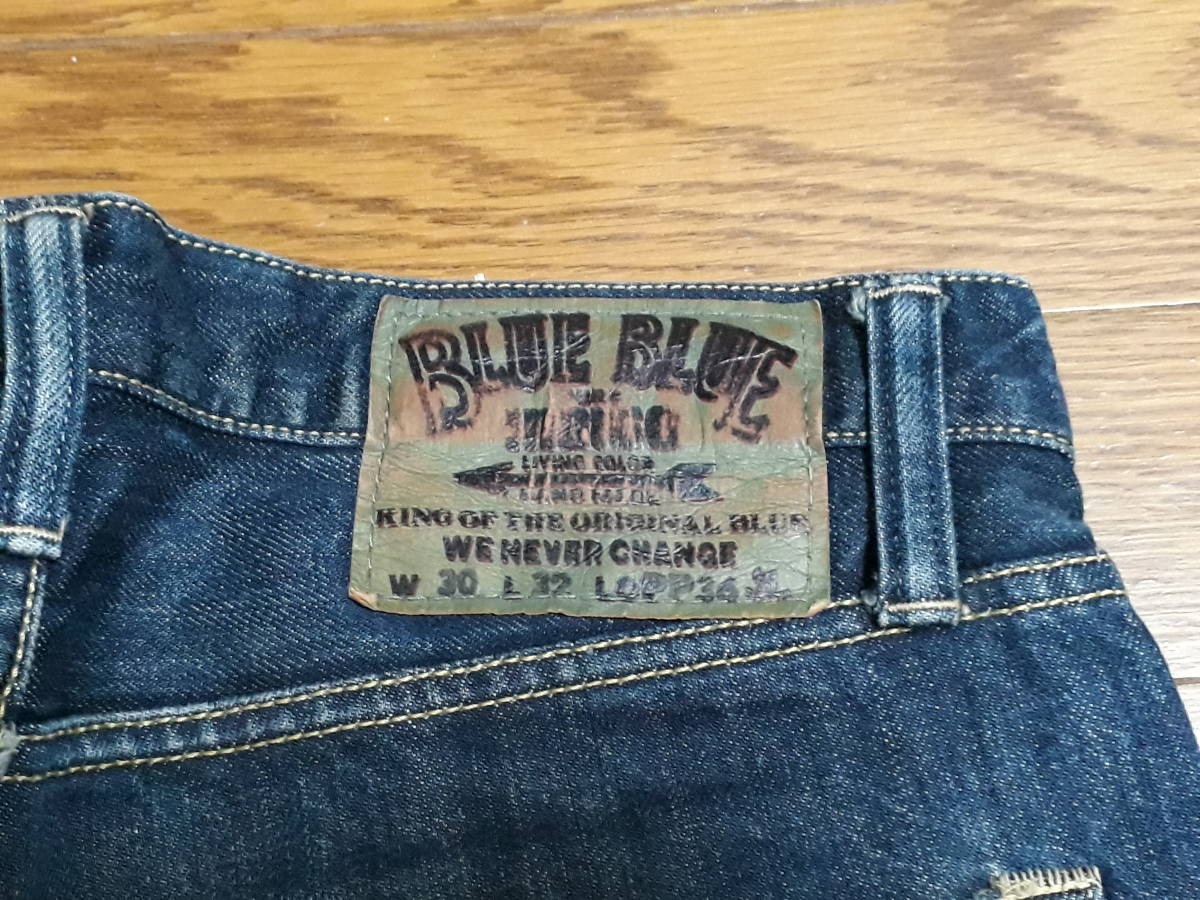 BLUE BLUE
LIVING COLOR
KING OF THE ORIGINAL BLUE
WE NEVER CHANGE
W 30 L 32